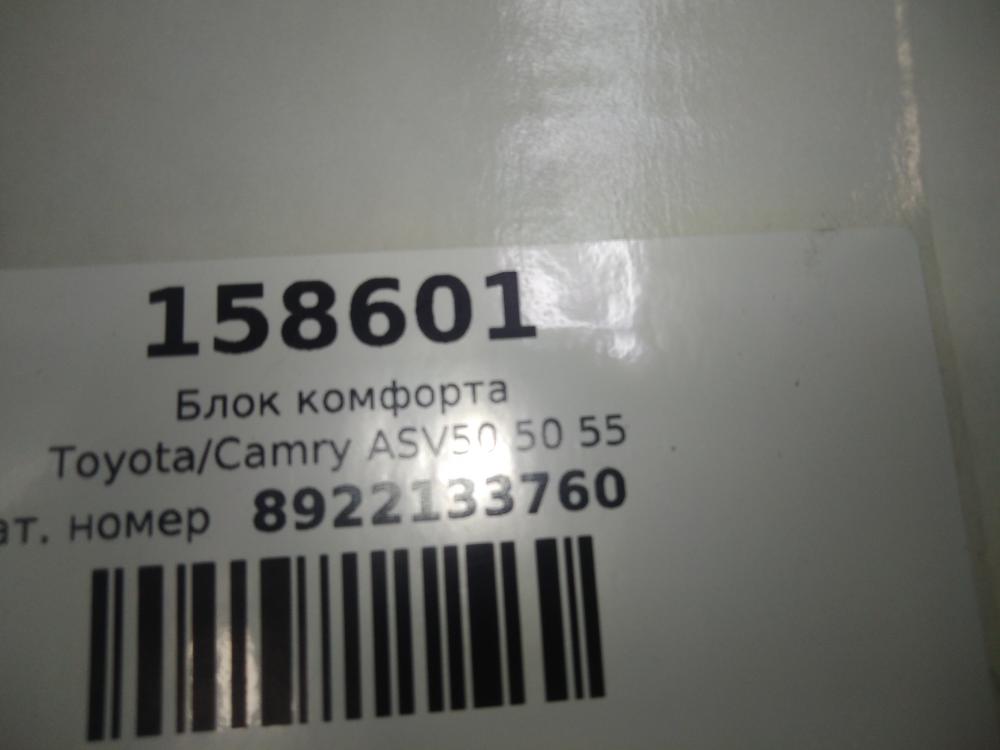 158601
Блок комфорта
Toyota/Camry ASV50 50 55
ат. номер 8922133760